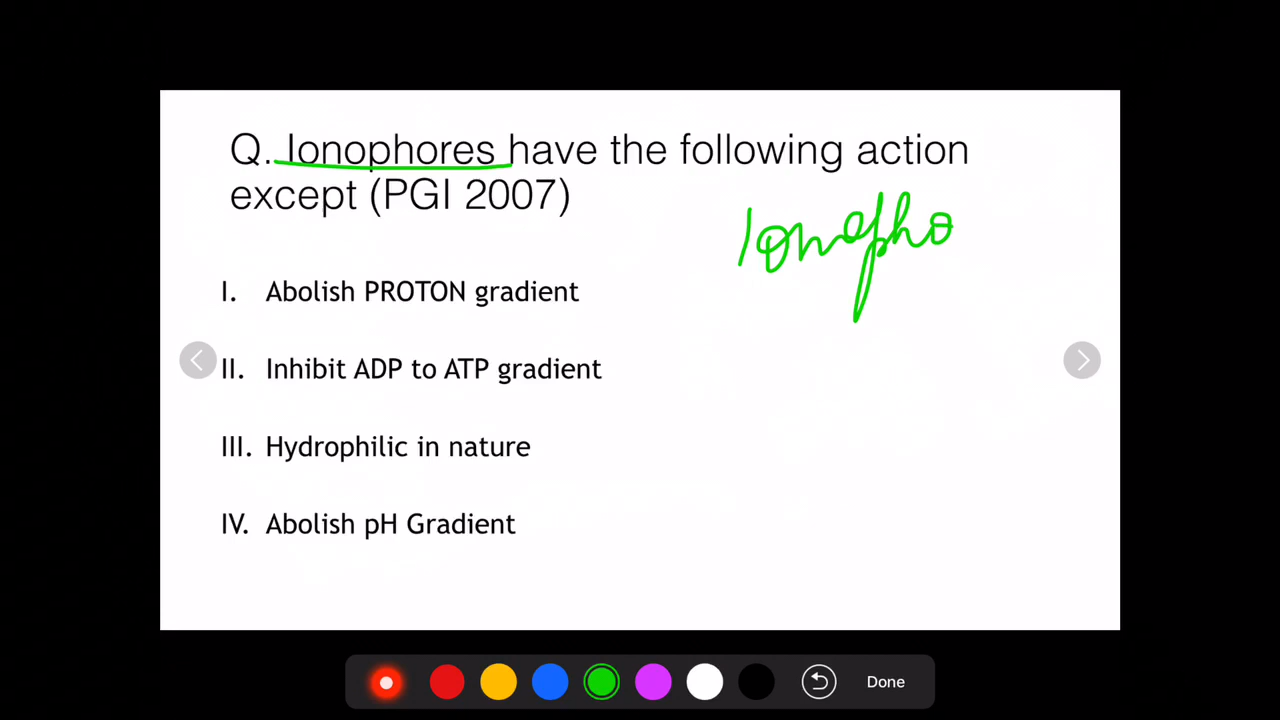 Q. Ionophores have the following action
except (PGI 2007)
Ionopho
I. Abolish PROTON gradient
II. Inhibit ADP to ATP gradient
III. Hydrophilic in nature
IV. Abolish pH Gradient
Done